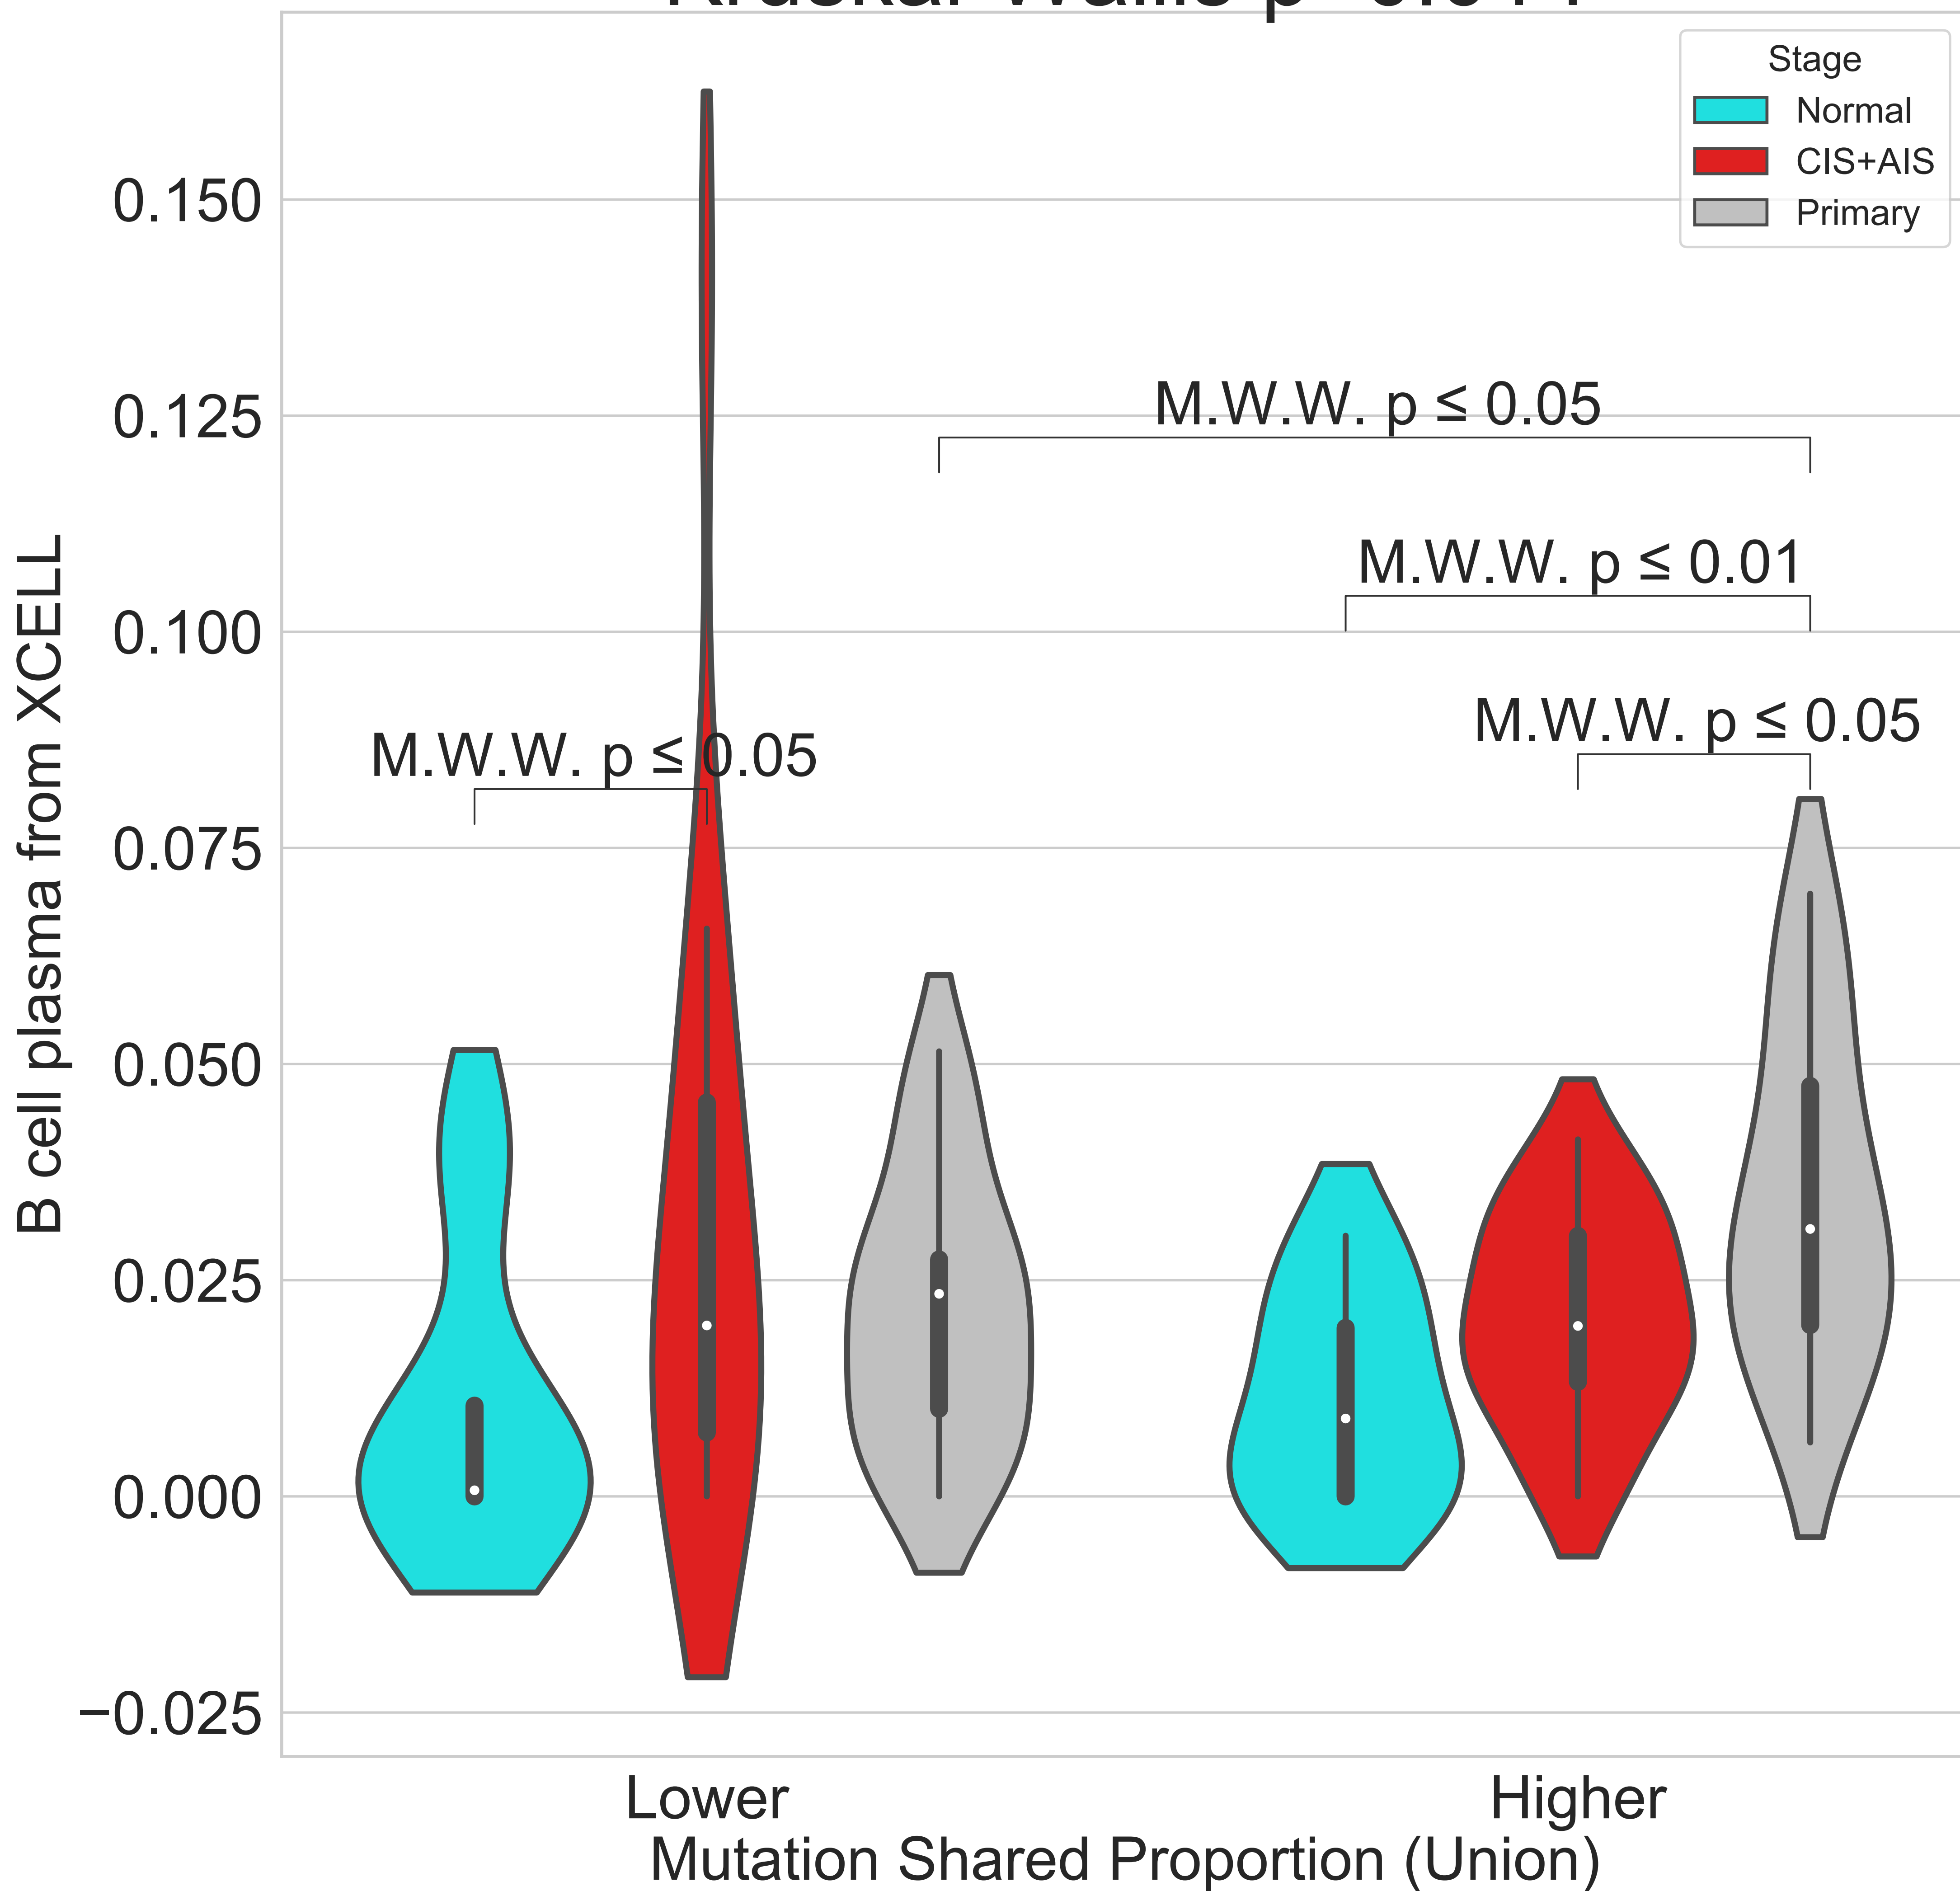 Stage
Normal
CIS+AIS
Primary
0.150
0.125
0.100
0.075
0.050
0.025
0.000
−0.025
B cell plasma from XCELL
M.W.W. p ≤ 0.05
M.W.W. p ≤ 0.01
M.W.W. p ≤ 0.05
M.W.W. p ≤ 0.05
Lower
Higher
Mutation Shared Proportion (Union)